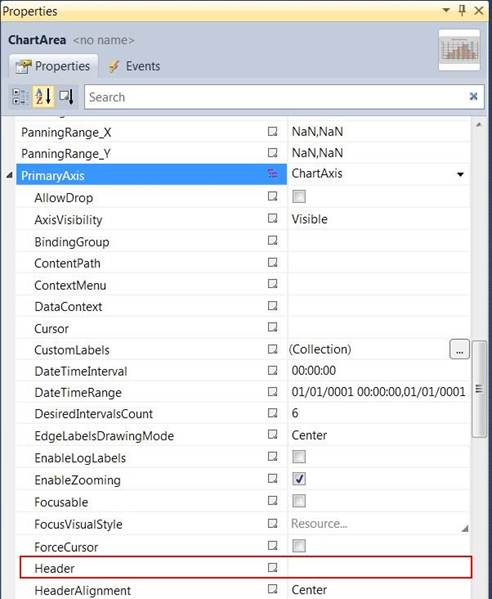 Properties
ChartArea <no name>
Properties Events
A Z Search
PanningRange_X NaN,NaN
PanningRange_Y NaN,NaN
PrimaryAxis ChartAxis
AllowDrop
AxisVisibility Visible
BindingGroup
ContentPath
ContextMenu
DataContext
Cursor
CustomLabels (Collection) ...
DateTimeInterval 00:00:00
DateTimeRange 01/01/0001 00:00:00,01/01/0001
DesiredIntervalsCount 6
EdgeLabelsDrawingMode Center
EnableLogLabels
EnableZooming
Focusable
FocusVisualStyle Resource...
ForceCursor
Header
HeaderAlignment Center